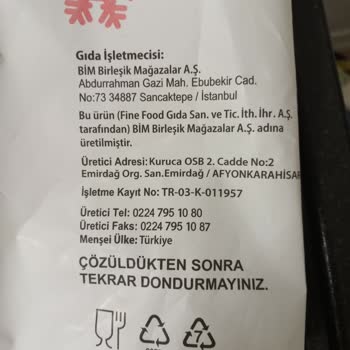 Gıda İşletmecisi:
BİM Birleşik Mağazalar A.Ş.
Abdurrahman Gazi Mah. Ebubekir Cad.
No:73 34887 Sancaktepe / İstanbul
Bu ürün (Fine Food Gıda San. ve Tic. İth. İhr. A.Ş.
tarafından) BİM Birleşik Mağazalar A.Ş. adına
üretilmiştir.
Üretici Adresi: Kuruca OSB 2. Cadde No:2
Emirdağ Org. San.Emirdağ / AFYONKARAHİSAR
İşletme Kayıt No: TR-03-K-011957
Üretici Tel: 0224 795 10 80
Üretici Faks: 0224 795 10 87
Menşei Ülke: Türkiye
ÇÖZÜLDÜKTEN SONRA
TEKRAR DONDURMAYINIZ.
7